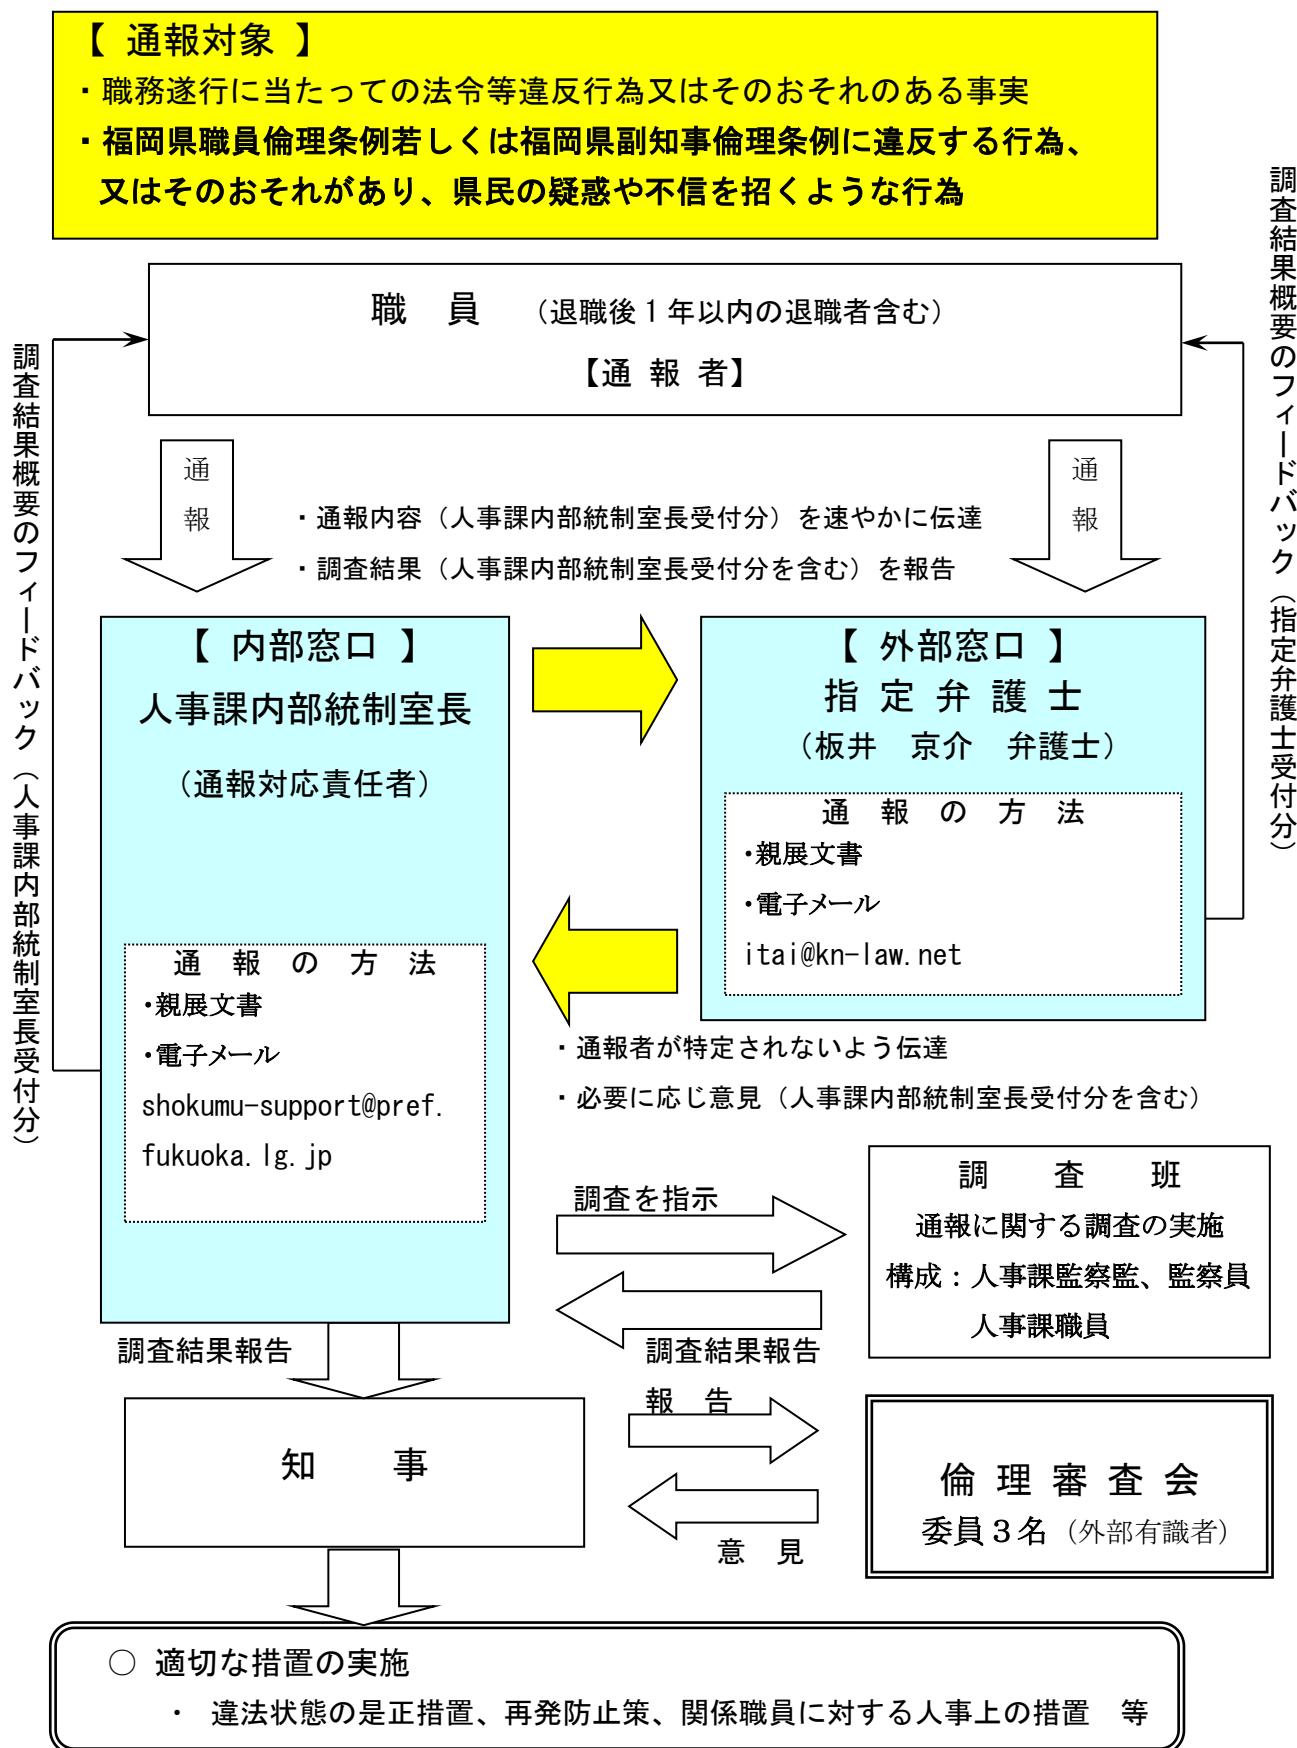 【 通報対象 】
・職務遂行に当たっての法令等違反行為又はそのおそれのある事実
・福岡県職員倫理条例若しくは福岡県副知事倫理条例に違反する行為、
又はそのおそれがあり、県民の疑惑や不信を招くような行為
職 員 （退職後1年以内の退職者含む）
【通 報 者】
調査結果概要のフィードバック（人事課内部統制室長受付分）
調査結果概要のフィードバック（指定弁護士受付分）
通報
通報
・通報内容（人事課内部統制室長受付分）を速やかに伝達
・調査結果（人事課内部統制室長受付分を含む）を報告
【 内部窓口 】
人事課内部統制室長
（通報対応責任者）
通 報 の 方 法
・親展文書
・電子メール
shokumu-support@pref.
fukuoka.lg.jp
【 外部窓口 】
指 定 弁 護 士
（板井 京介 弁護士）
通 報 の 方 法
・親展文書
・電子メール
itai@kn-law.net
・通報者が特定されないよう伝達
・必要に応じ意見（人事課内部統制室長受付分を含む）
調査を指示
調査結果報告
調 査 班
通報に関する調査の実施
構成：人事課監察監、監察員
人事課職員
調査結果報告
知 事
報 告
意 見
倫 理 審 査 会
委員３名（外部有識者）
○ 適切な措置の実施
・ 違法状態の是正措置、再発防止策、関係職員に対する人事上の措置 等